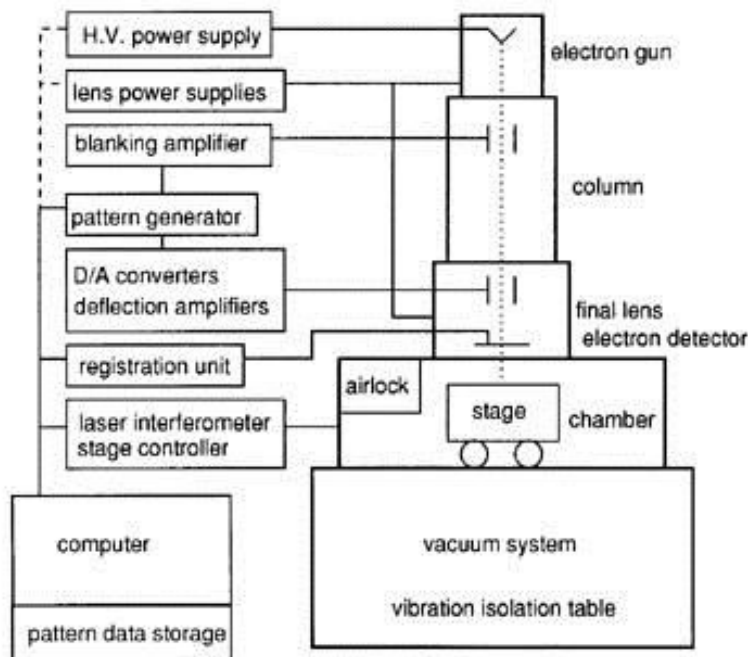 H.V. power supply
electron gun
lens power supplies
blanking amplifier
column
pattern generator
D/A converters
deflection amplifiers
final lens
electron detector
registration unit
airlock
stage
chamber
laser interferometer
stage controller
computer
vacuum system
vibration isolation table
pattern data storage